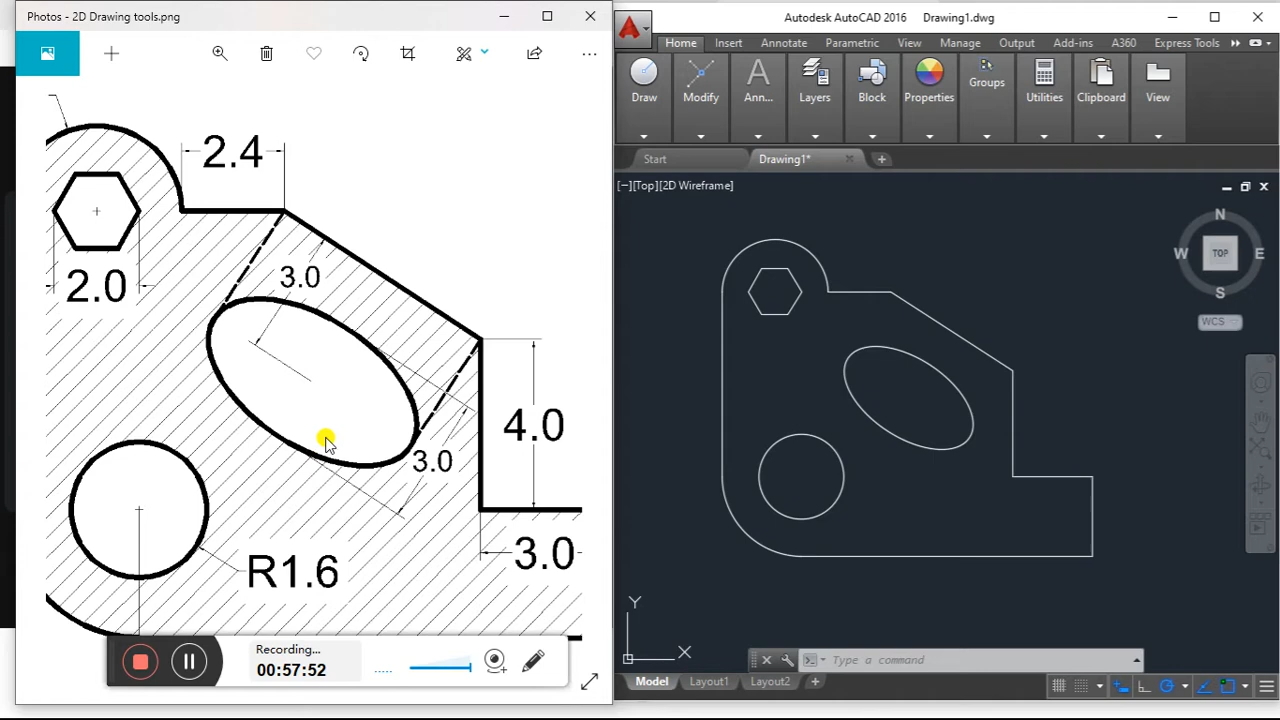 Photos - 2D Drawing tools.png
2.4
3.0
2.0
4.0
3.0
R1.6
3.0
Recording...
00:57:52
Autodesk AutoCAD 2016 Drawing1.dwg
Home Insert Annotate Parametric View Manage Output Add-ins A360 Express Tools
Draw Modify Ann... Layers Block Properties Groups Utilities Clipboard View
Start Drawing1*
[−][Top][2D Wireframe]
N
W TOP E
S
WCS
Y
X
Type a command
Model Layout1 Layout2